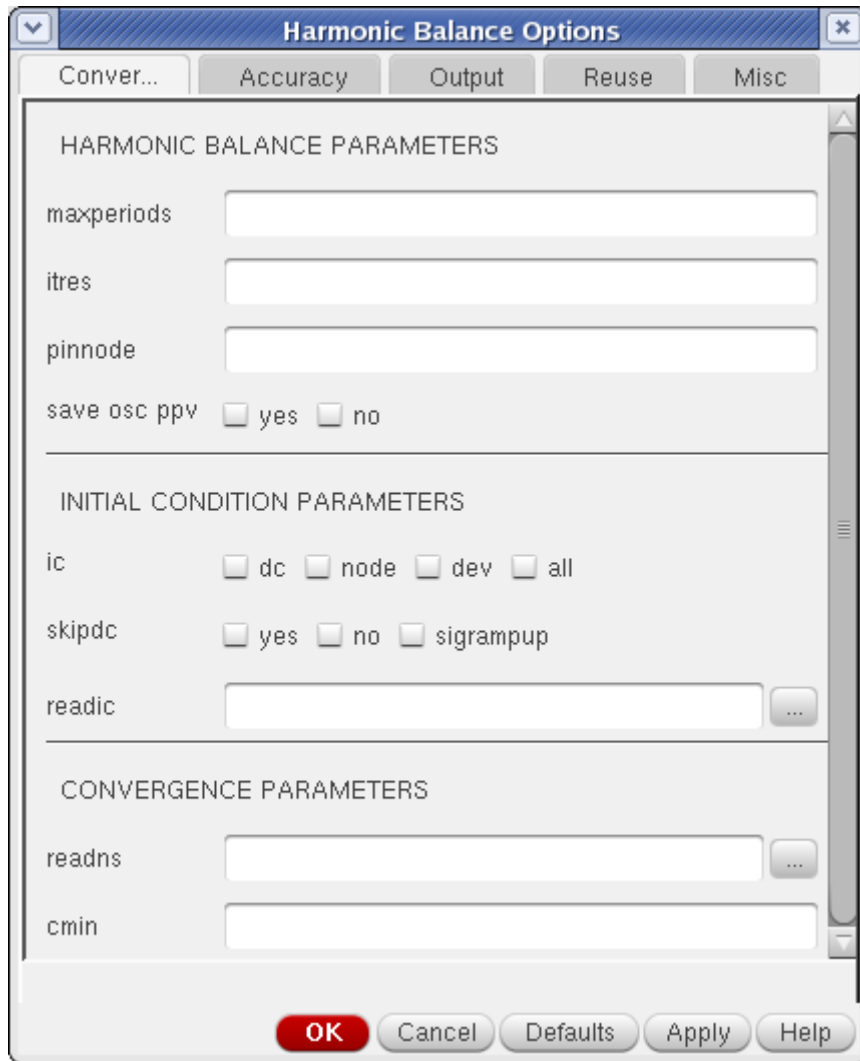 Harmonic Balance Options
Conver... Accuracy Output Reuse Misc
HARMONIC BALANCE PARAMETERS
maxperiods
itres
pinnode
save osc ppv yes no
INITIAL CONDITION PARAMETERS
ic dc node dev all
skipdc yes no sigrampup
readic ...
CONVERGENCE PARAMETERS
readns ...
cmin
OK Cancel Defaults Apply Help